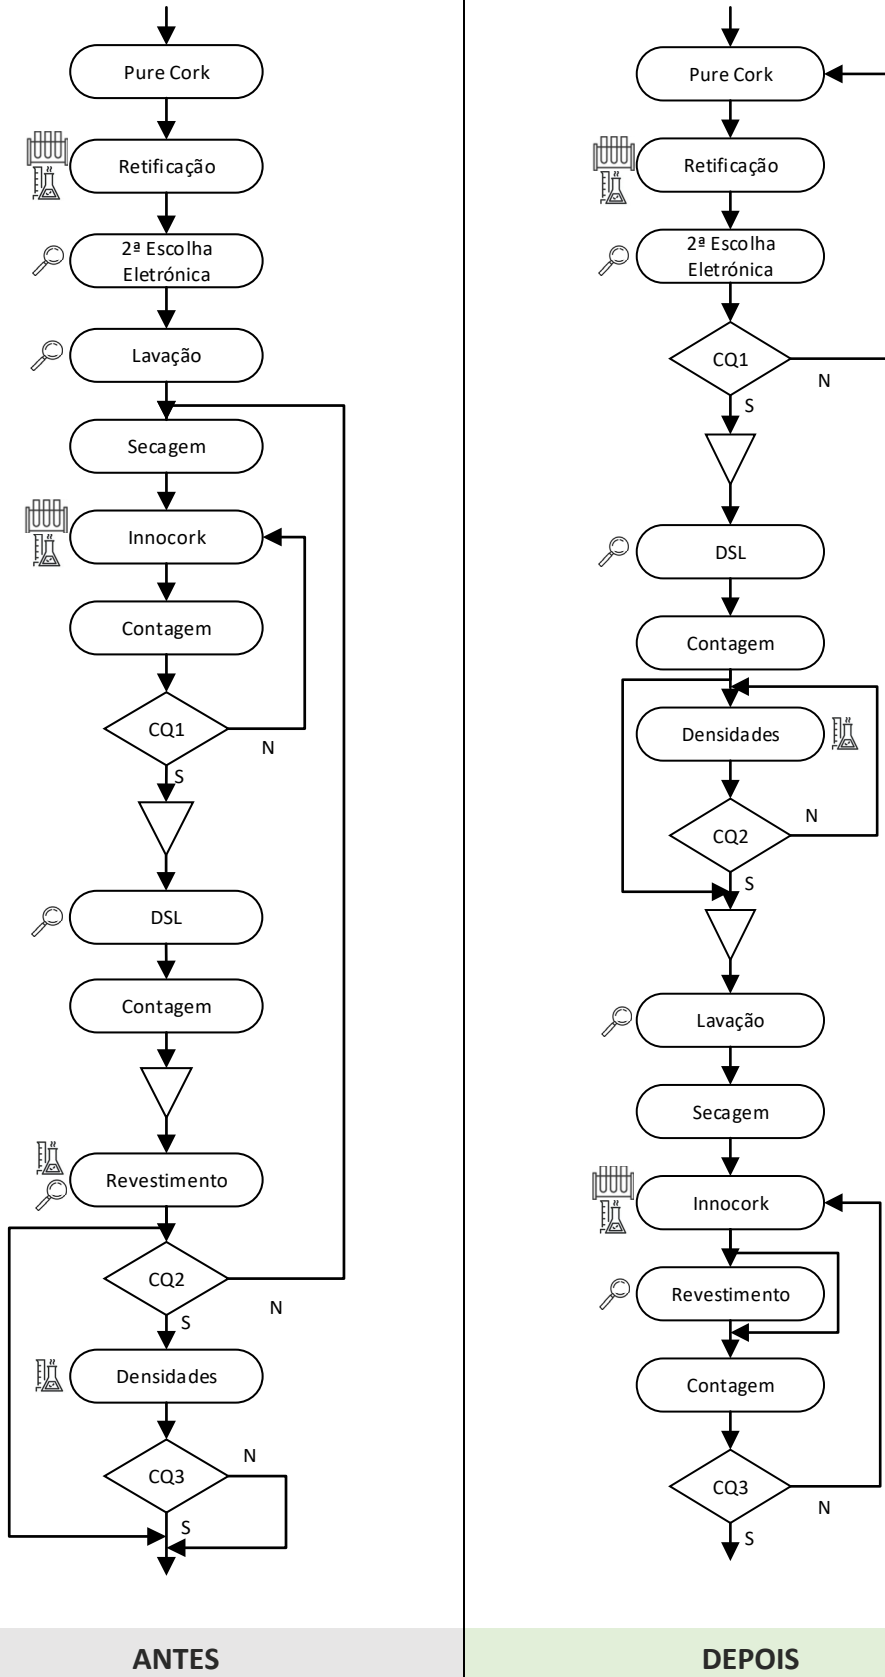 Pure Cork
Retificação
2ª Escolha
Eletrónica
Lavação
Secagem
Innocork
Contagem
CQ1
N
S
DSL
Contagem
Revestimento
CQ2
N
S
Densidades
N
CQ3
S
ANTES
Pure Cork
Retificação
2ª Escolha
Eletrónica
CQ1
N
S
DSL
Contagem
Densidades
N
CQ2
S
Lavação
Secagem
Innocork
Revestimento
Contagem
CQ3
N
S
DEPOIS